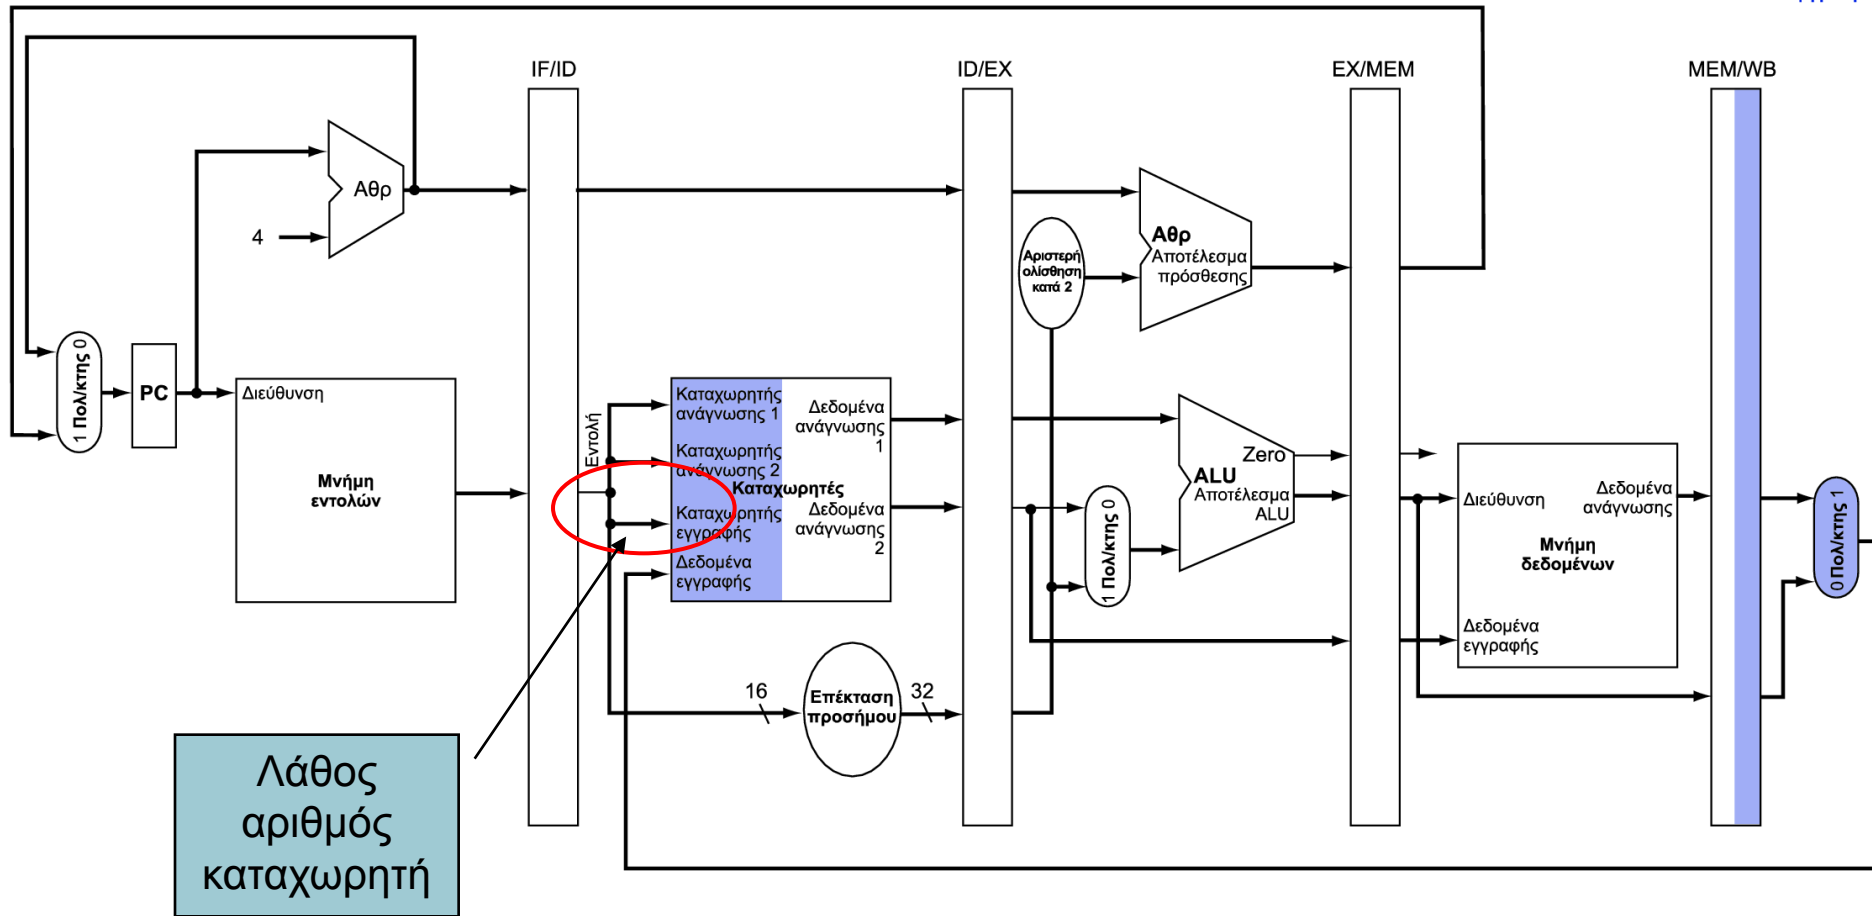 IF/ID
ID/EX
EX/MEM
MEM/WB
Αθρ
4
Αθρ
Αποτέλεσμα
πρόσθεσης
Αριστερή
ολίσθηση
κατά 2
1 Πολ/κτης 0
PC
Διεύθυνση
Μνήμη
εντολών
Εντολή
Καταχωρητής
ανάγνωσης 1
Καταχωρητής
ανάγνωσης 2
Καταχωρητές
Καταχωρητής
εγγραφής
Δεδομένα
εγγραφής
Δεδομένα
ανάγνωσης
1
Δεδομένα
ανάγνωσης
2
1 Πολ/κτης 0
Zero
ALU
Αποτέλεσμα
ALU
Διεύθυνση
Δεδομένα
ανάγνωσης
Μνήμη
δεδομένων
Δεδομένα
εγγραφής
0 Πολ/κτης 1
16
Επέκταση
προσήμου
32
Λάθος
αριθμός
καταχωρητή